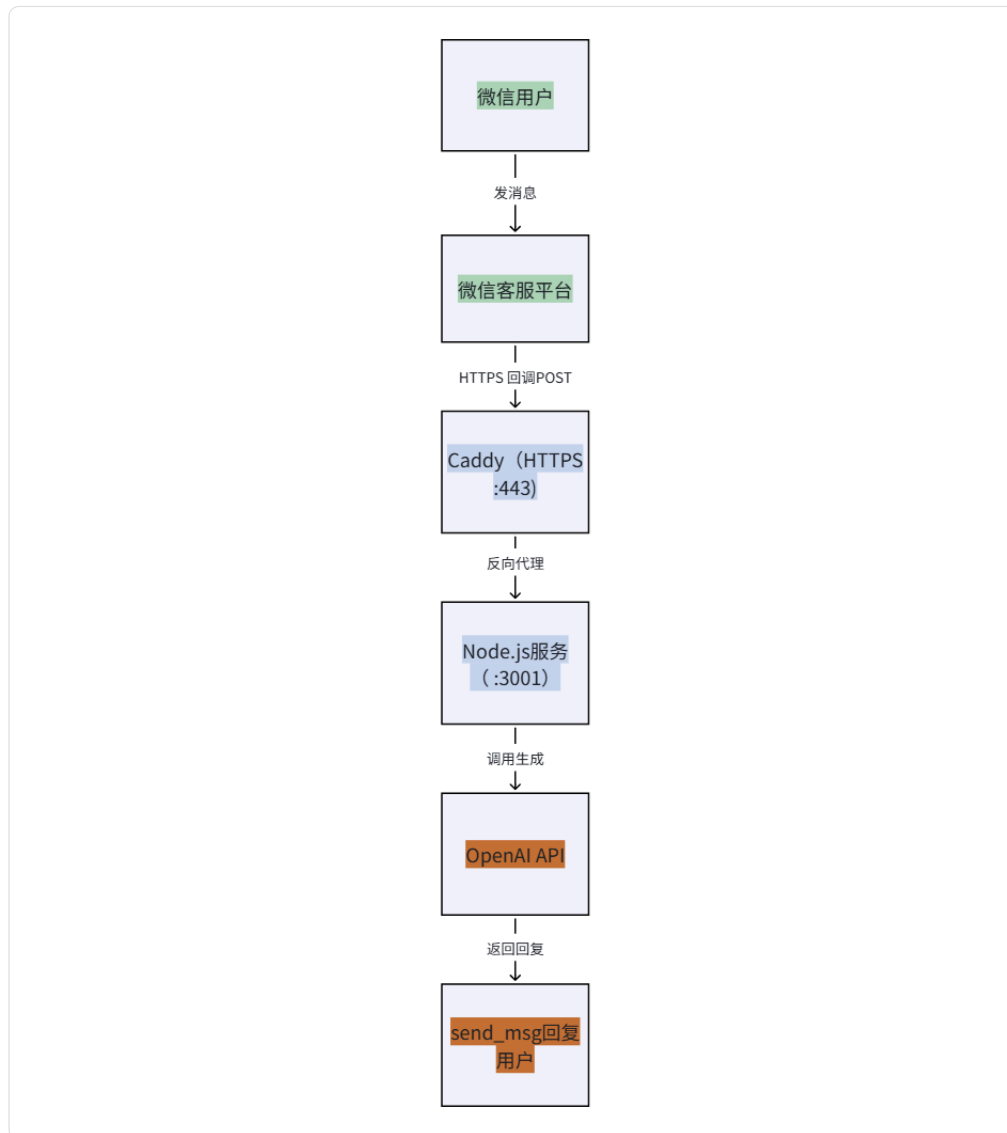 微信用户
发消息
微信客服平台
HTTPS 回调POST
Caddy（HTTPS
:443)
反向代理
Node.js服务
（ :3001）
调用生成
OpenAI API
返回回复
send_msg回复
用户